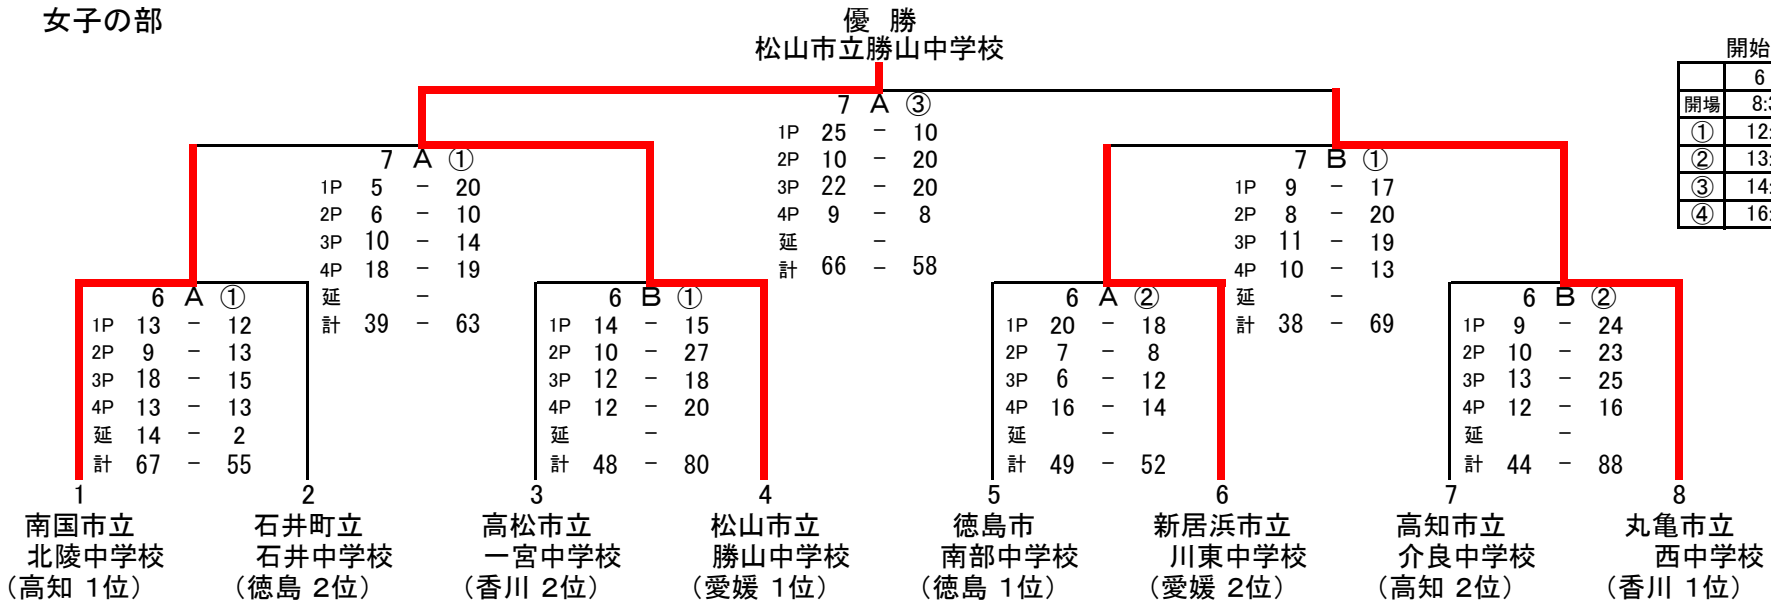 女子の部
優 勝
松山市立勝山中学校
開始
6
開場 8:
① 12:
② 13:
③ 14:
④ 16:
7 A ③
1P 25 − 10
2P 10 − 20
3P 22 − 20
4P 9 − 8
延 −
計 66 − 58
7 A ①
1P 5 − 20
2P 6 − 10
3P 10 − 14
4P 18 − 19
延 −
計 39 − 63
7 B ①
1P 9 − 17
2P 8 − 20
3P 11 − 19
4P 10 − 13
延 −
計 38 − 69
6 A ①
1P 13 − 12
2P 9 − 13
3P 18 − 15
4P 13 − 13
延 14 − 2
計 67 − 55
6 B ①
1P 14 − 15
2P 10 − 27
3P 12 − 18
4P 12 − 20
延 −
計 48 − 80
6 A ②
1P 20 − 18
2P 7 − 8
3P 6 − 12
4P 16 − 14
延 −
計 49 − 52
6 B ②
1P 9 − 24
2P 10 − 23
3P 13 − 25
4P 12 − 16
延 −
計 44 − 88
1
南国市立
北陵中学校
（高知 1位）
2
石井町立
石井中学校
（徳島 2位）
3
高松市立
一宮中学校
（香川 2位）
4
松山市立
勝山中学校
（愛媛 1位）
5
徳島市
南部中学校
（徳島 1位）
6
新居浜市立
川東中学校
（愛媛 2位）
7
高知市立
介良中学校
（高知 2位）
8
丸亀市立
西中学校
（香川 1位）